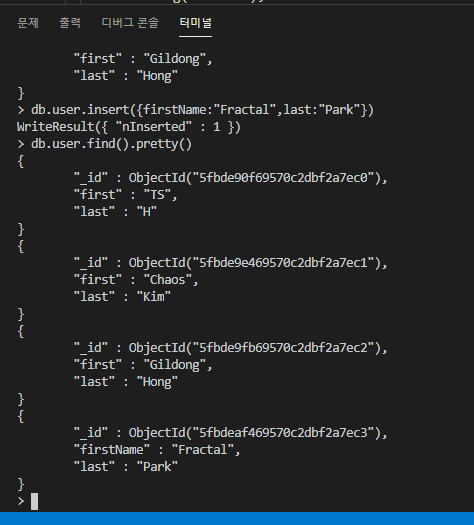 문제 출력 디버그 콘솔 터미널
"first" : "Gildong",
"last" : "Hong"
}
> db.user.insert({firstName:"Fractal",last:"Park"})
WriteResult({ "nInserted" : 1 })
> db.user.find().pretty()
{
"_id" : ObjectId("5fbde90f69570c2dbf2a7ec0"),
"first" : "TS",
"last" : "H"
}
{
"_id" : ObjectId("5fbde9e469570c2dbf2a7ec1"),
"first" : "Chaos",
"last" : "Kim"
}
{
"_id" : ObjectId("5fbde9fb69570c2dbf2a7ec2"),
"first" : "Gildong",
"last" : "Hong"
}
{
"_id" : ObjectId("5fbdeaf469570c2dbf2a7ec3"),
"firstName" : "Fractal",
"last" : "Park"
}
>